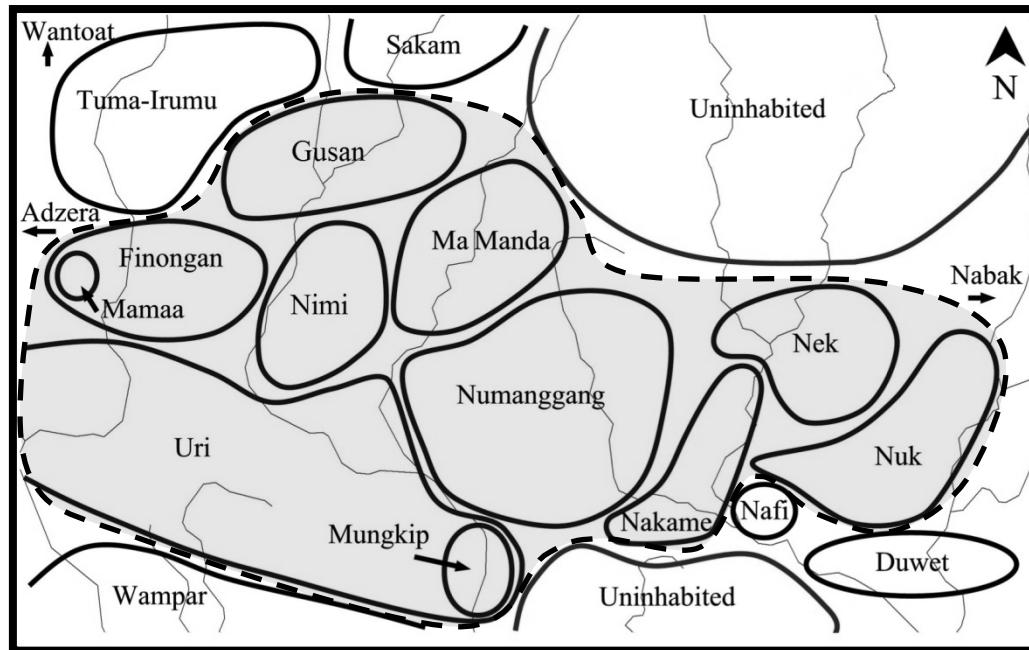 Wantoat
Sakam
Tuma-Irumu
Uninhabited
N
Gusan
Adzera
Ma Manda
Finongan
Nabak
Mamaa
Nimi
Nek
Numanggang
Uri
Nuk
Nafi
Nakame
Mungkip
Duwet
Wampar
Uninhabited